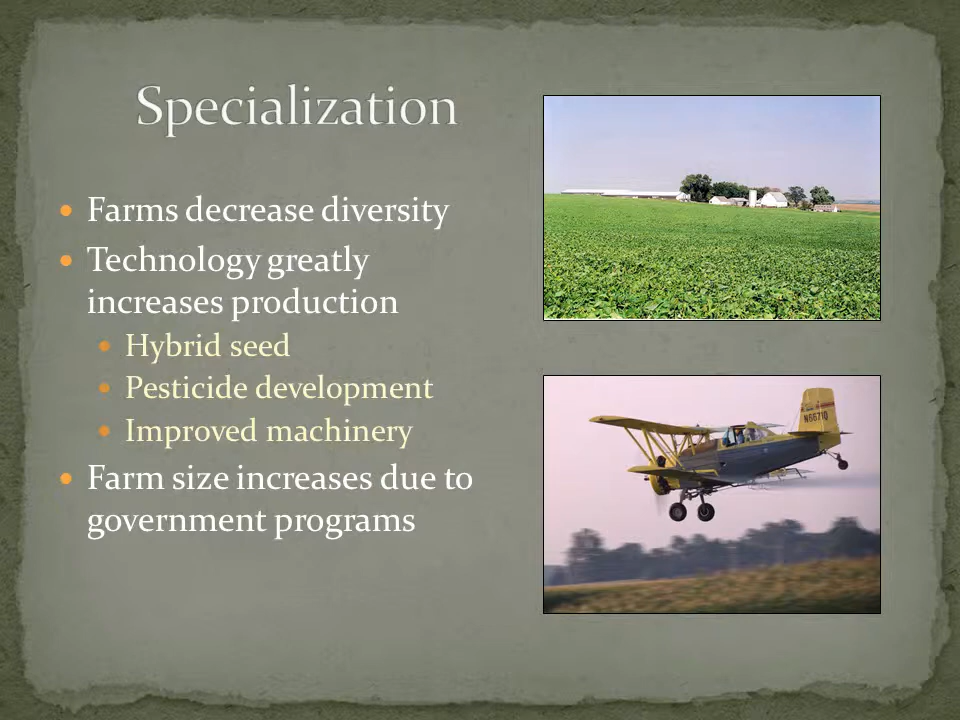 Specialization
Farms decrease diversity
Technology greatly
increases production
Hybrid seed
Pesticide development
Improved machinery
Farm size increases due to
government programs
N66710